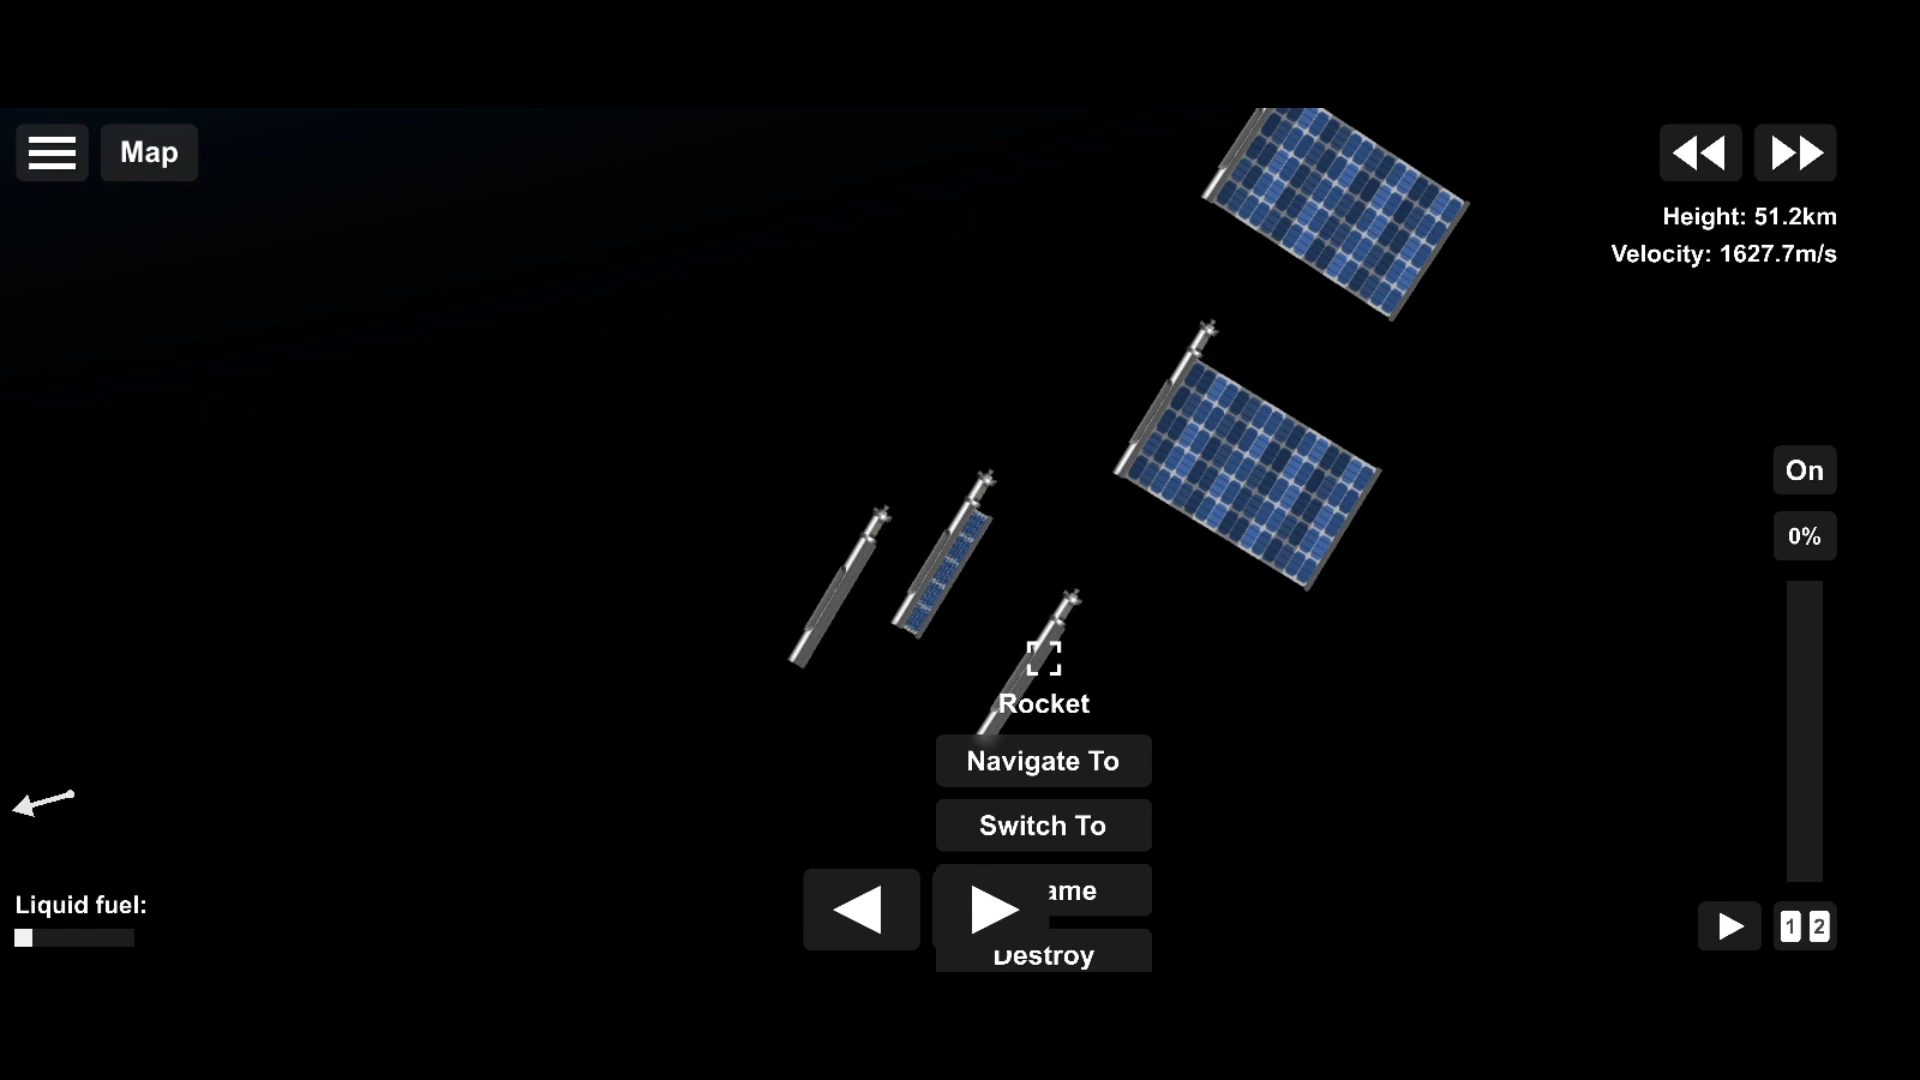 Map
Height: 51.2km
Velocity: 1627.7m/s
On
0%
Rocket
Navigate To
Switch To
ame
Destroy
Liquid fuel:
1 2